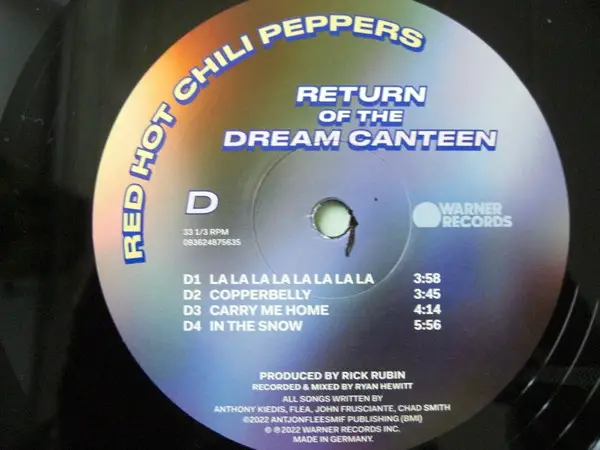 RED HOT CHILI PEPPERS
RETURN
OF THE
DREAM CANTEEN
D
33 1/3 RPM
093624875635
WARNER
RECORDS
D1 LA LA LA LA LA LA LA LA 3:58
D2 COPPERBELLY 3:45
D3 CARRY ME HOME 4:14
D4 IN THE SNOW 5:56
PRODUCED BY RICK RUBIN
RECORDED & MIXED BY RYAN HEWITT
ALL SONGS WRITTEN BY
ANTHONY KIEDIS, FLEA, JOHN FRUSCIANTE, CHAD SMITH
©2022 ANTJONFLEESMIF PUBLISHING (BMI)
© ℗ 2022 WARNER RECORDS INC.
MADE IN GERMANY.